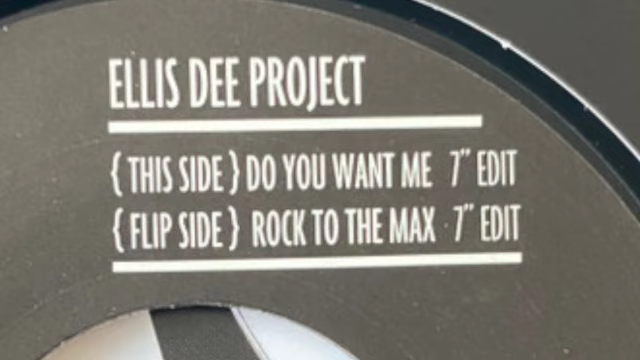 ELLIS DEE PROJECT
{ THIS SIDE } DO YOU WANT ME 7" EDIT
{ FLIP SIDE } ROCK TO THE MAX 7" EDIT